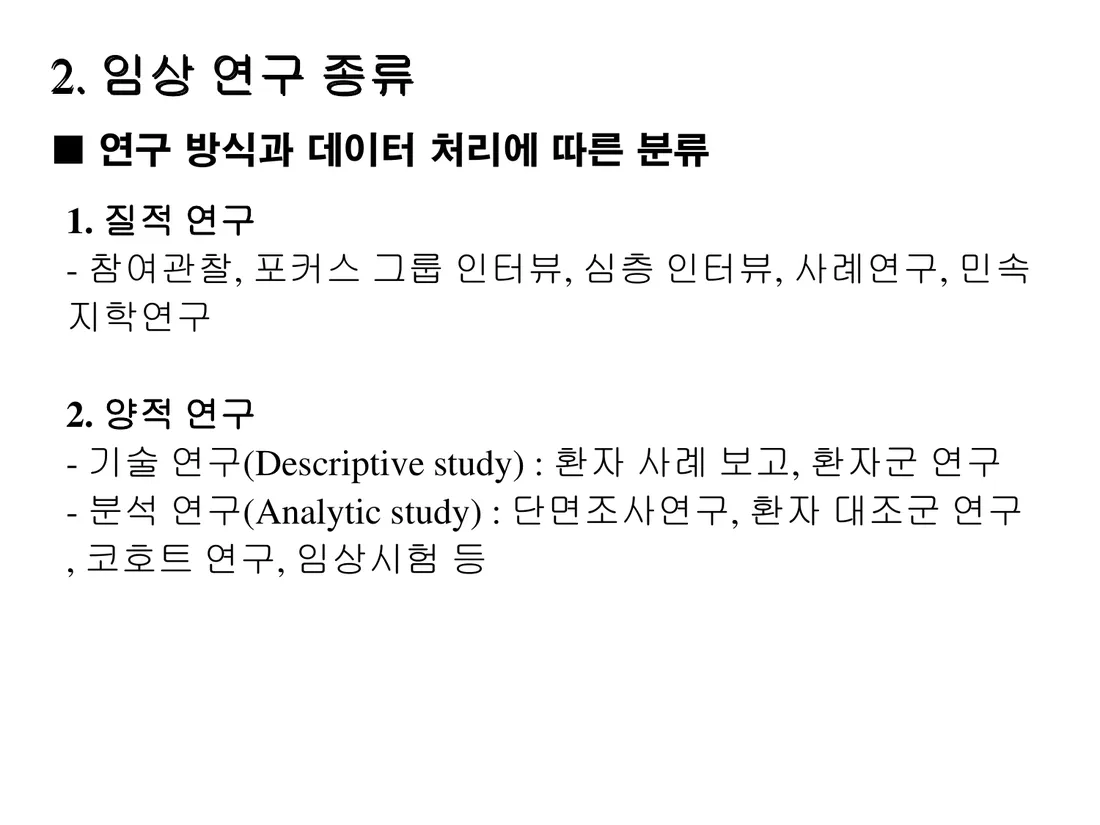 2. 임상 연구 종류
■ 연구 방식과 데이터 처리에 따른 분류
1. 질적 연구
- 참여관찰, 포커스 그룹 인터뷰, 심층 인터뷰, 사례연구, 민속
지학연구
2. 양적 연구
- 기술 연구(Descriptive study) : 환자 사례 보고, 환자군 연구
- 분석 연구(Analytic study) : 단면조사연구, 환자 대조군 연구
, 코호트 연구, 임상시험 등